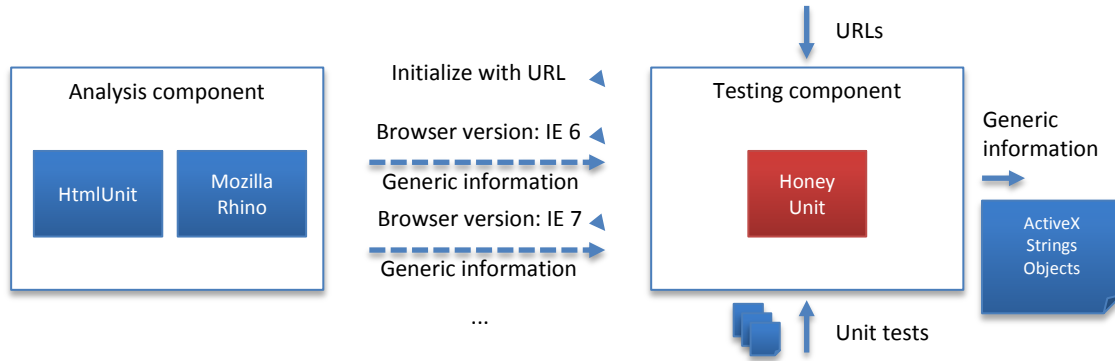 URLs
Analysis component
Initialize with URL
Testing component
Browser version: IE 6
Generic
information
HtmlUnit
Mozilla
Rhino
Generic information
Honey
Unit
Browser version: IE 7
ActiveX
Strings
Objects
Generic information
...
Unit tests